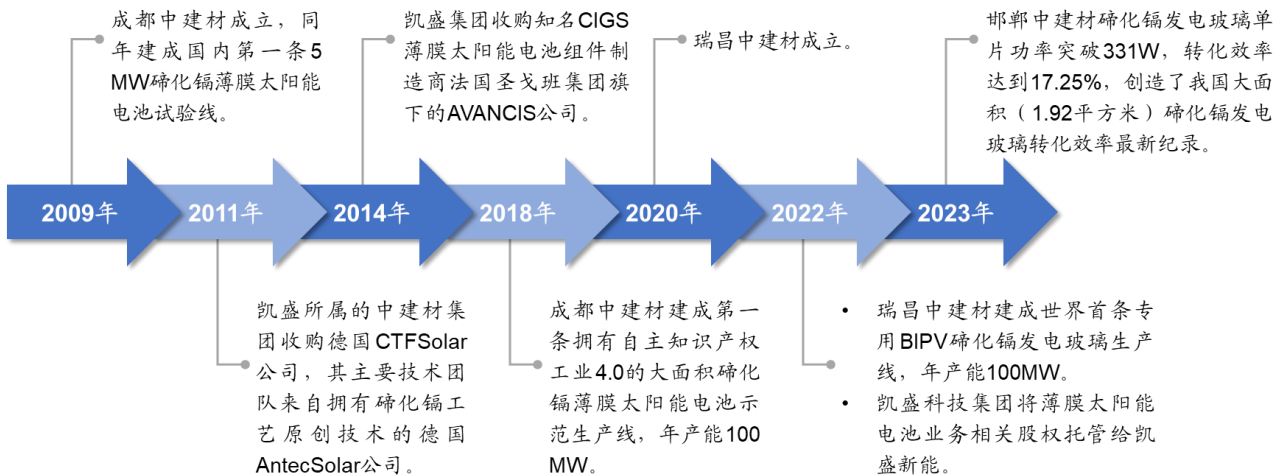 成都中建材成立，同
年建成国内第一条5
MW碲化镉薄膜太阳能
电池试验线。
凯盛集团收购知名CIGS
薄膜太阳能电池组件制
造商法国圣戈班集团旗
下的AVANCIS公司。
瑞昌中建材成立。
邯郸中建材碲化镉发电玻璃单
片功率突破331W，转化效率
达到17.25%，创造了我国大面
积（1.92平方米）碲化镉发电
玻璃转化效率最新纪录。
2009年
2011年
2014年
2018年
2020年
2022年
2023年
凯盛所属的中建材集
团收购德国CTFSolar
公司，其主要技术团
队来自拥有碲化镉工
艺原创技术的德国
AntecSolar公司。
成都中建材建成第一
条拥有自主知识产权
工业4.0的大面积碲化
镉薄膜太阳能电池示
范生产线，年产能100
MW。
• 瑞昌中建材建成世界首条专
用BIPV碲化镉发电玻璃生产
线，年产能100MW。
• 凯盛科技集团将薄膜太阳能
电池业务相关股权托管给凯
盛新能。